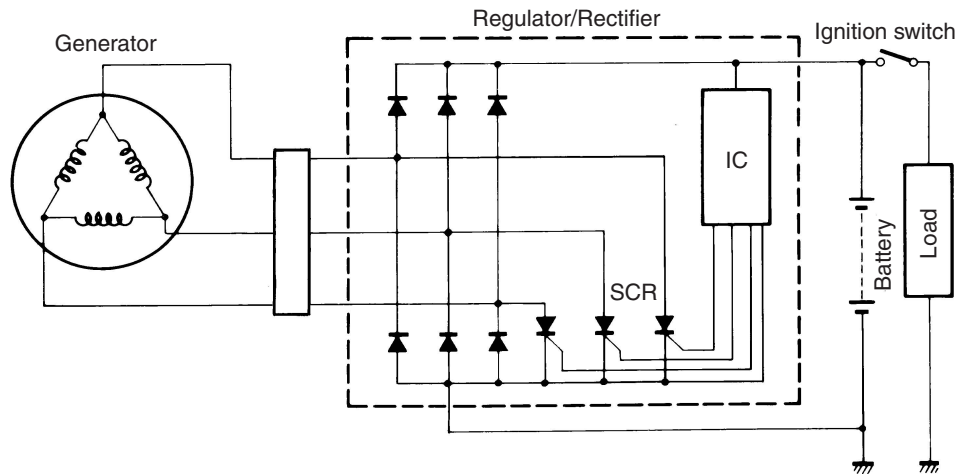 Regulator/Rectifier
Generator
Ignition switch
IC
SCR
Battery
Load